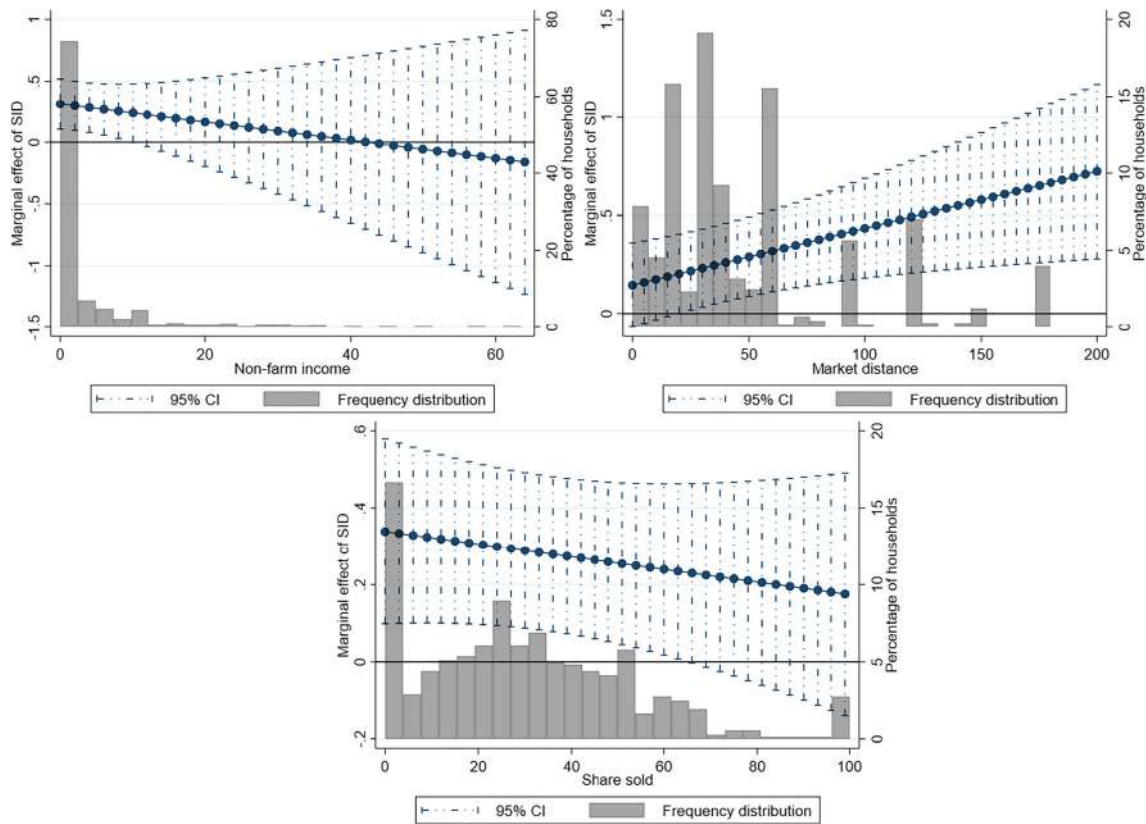 1
.5
0
-.5
-1
-1.5
Marginal effect of SID
80
60
40
20
0
Percentage of households
0 20 40 60
Non-farm income
95% CI Frequency distribution
1.5
1
.5
0
Marginal effect of SID
20
15
10
5
0
Percentage of households
0 50 100 150 200
Market distance
95% CI Frequency distribution
.6
.4
.2
0
-.2
Marginal effect of SID
20
15
10
5
0
Percentage of households
0 20 40 60 80 100
Share sold
95% CI Frequency distribution